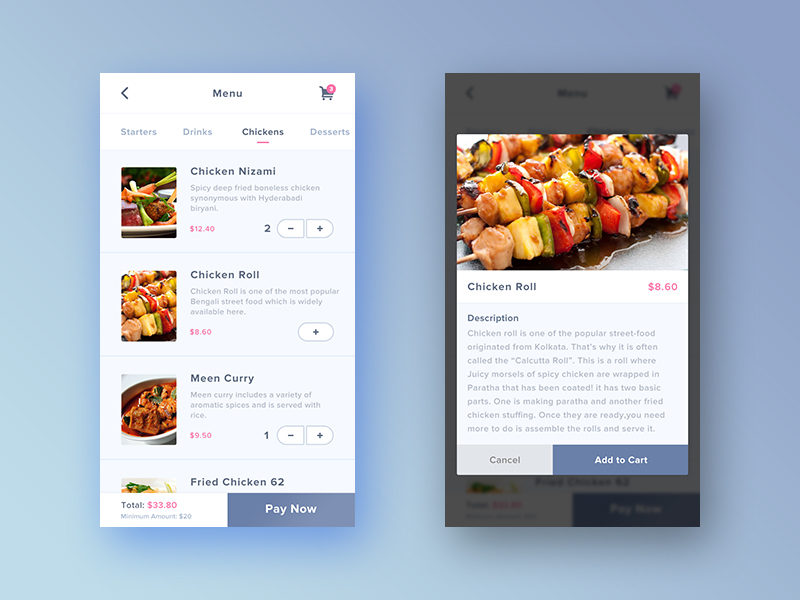 Menu
3
Starters Drinks Chickens Desserts
Chicken Nizami
Spicy deep fried boneless chicken
synonymous with Hyderabadi
biryani.
$12.40 2 − +
Chicken Roll
Chicken Roll is one of the most popular
Bengali street food which is widely
available here.
$8.60 +
Meen Curry
Meen curry includes a variety of
aromatic spices and is served with
rice.
$9.50 1 − +
Fried Chicken 62
Total: $33.80
Minimum Amount: $20
Pay Now
Menu
Chicken Roll $8.60
Description
Chicken roll is one of the popular street-food
originated from Kolkata. That's why it is often
called the “Calcutta Roll”. This is a roll where
Juicy morsels of spicy chicken are wrapped in
Paratha that has been coated! it has two basic
parts. One is making paratha and another fried
chicken stuffing. Once they are ready,you need
more to do is assemble the rolls and serve it.
Cancel Add to Cart
Fried Chicken 62
Total: $33.80
Pay Now